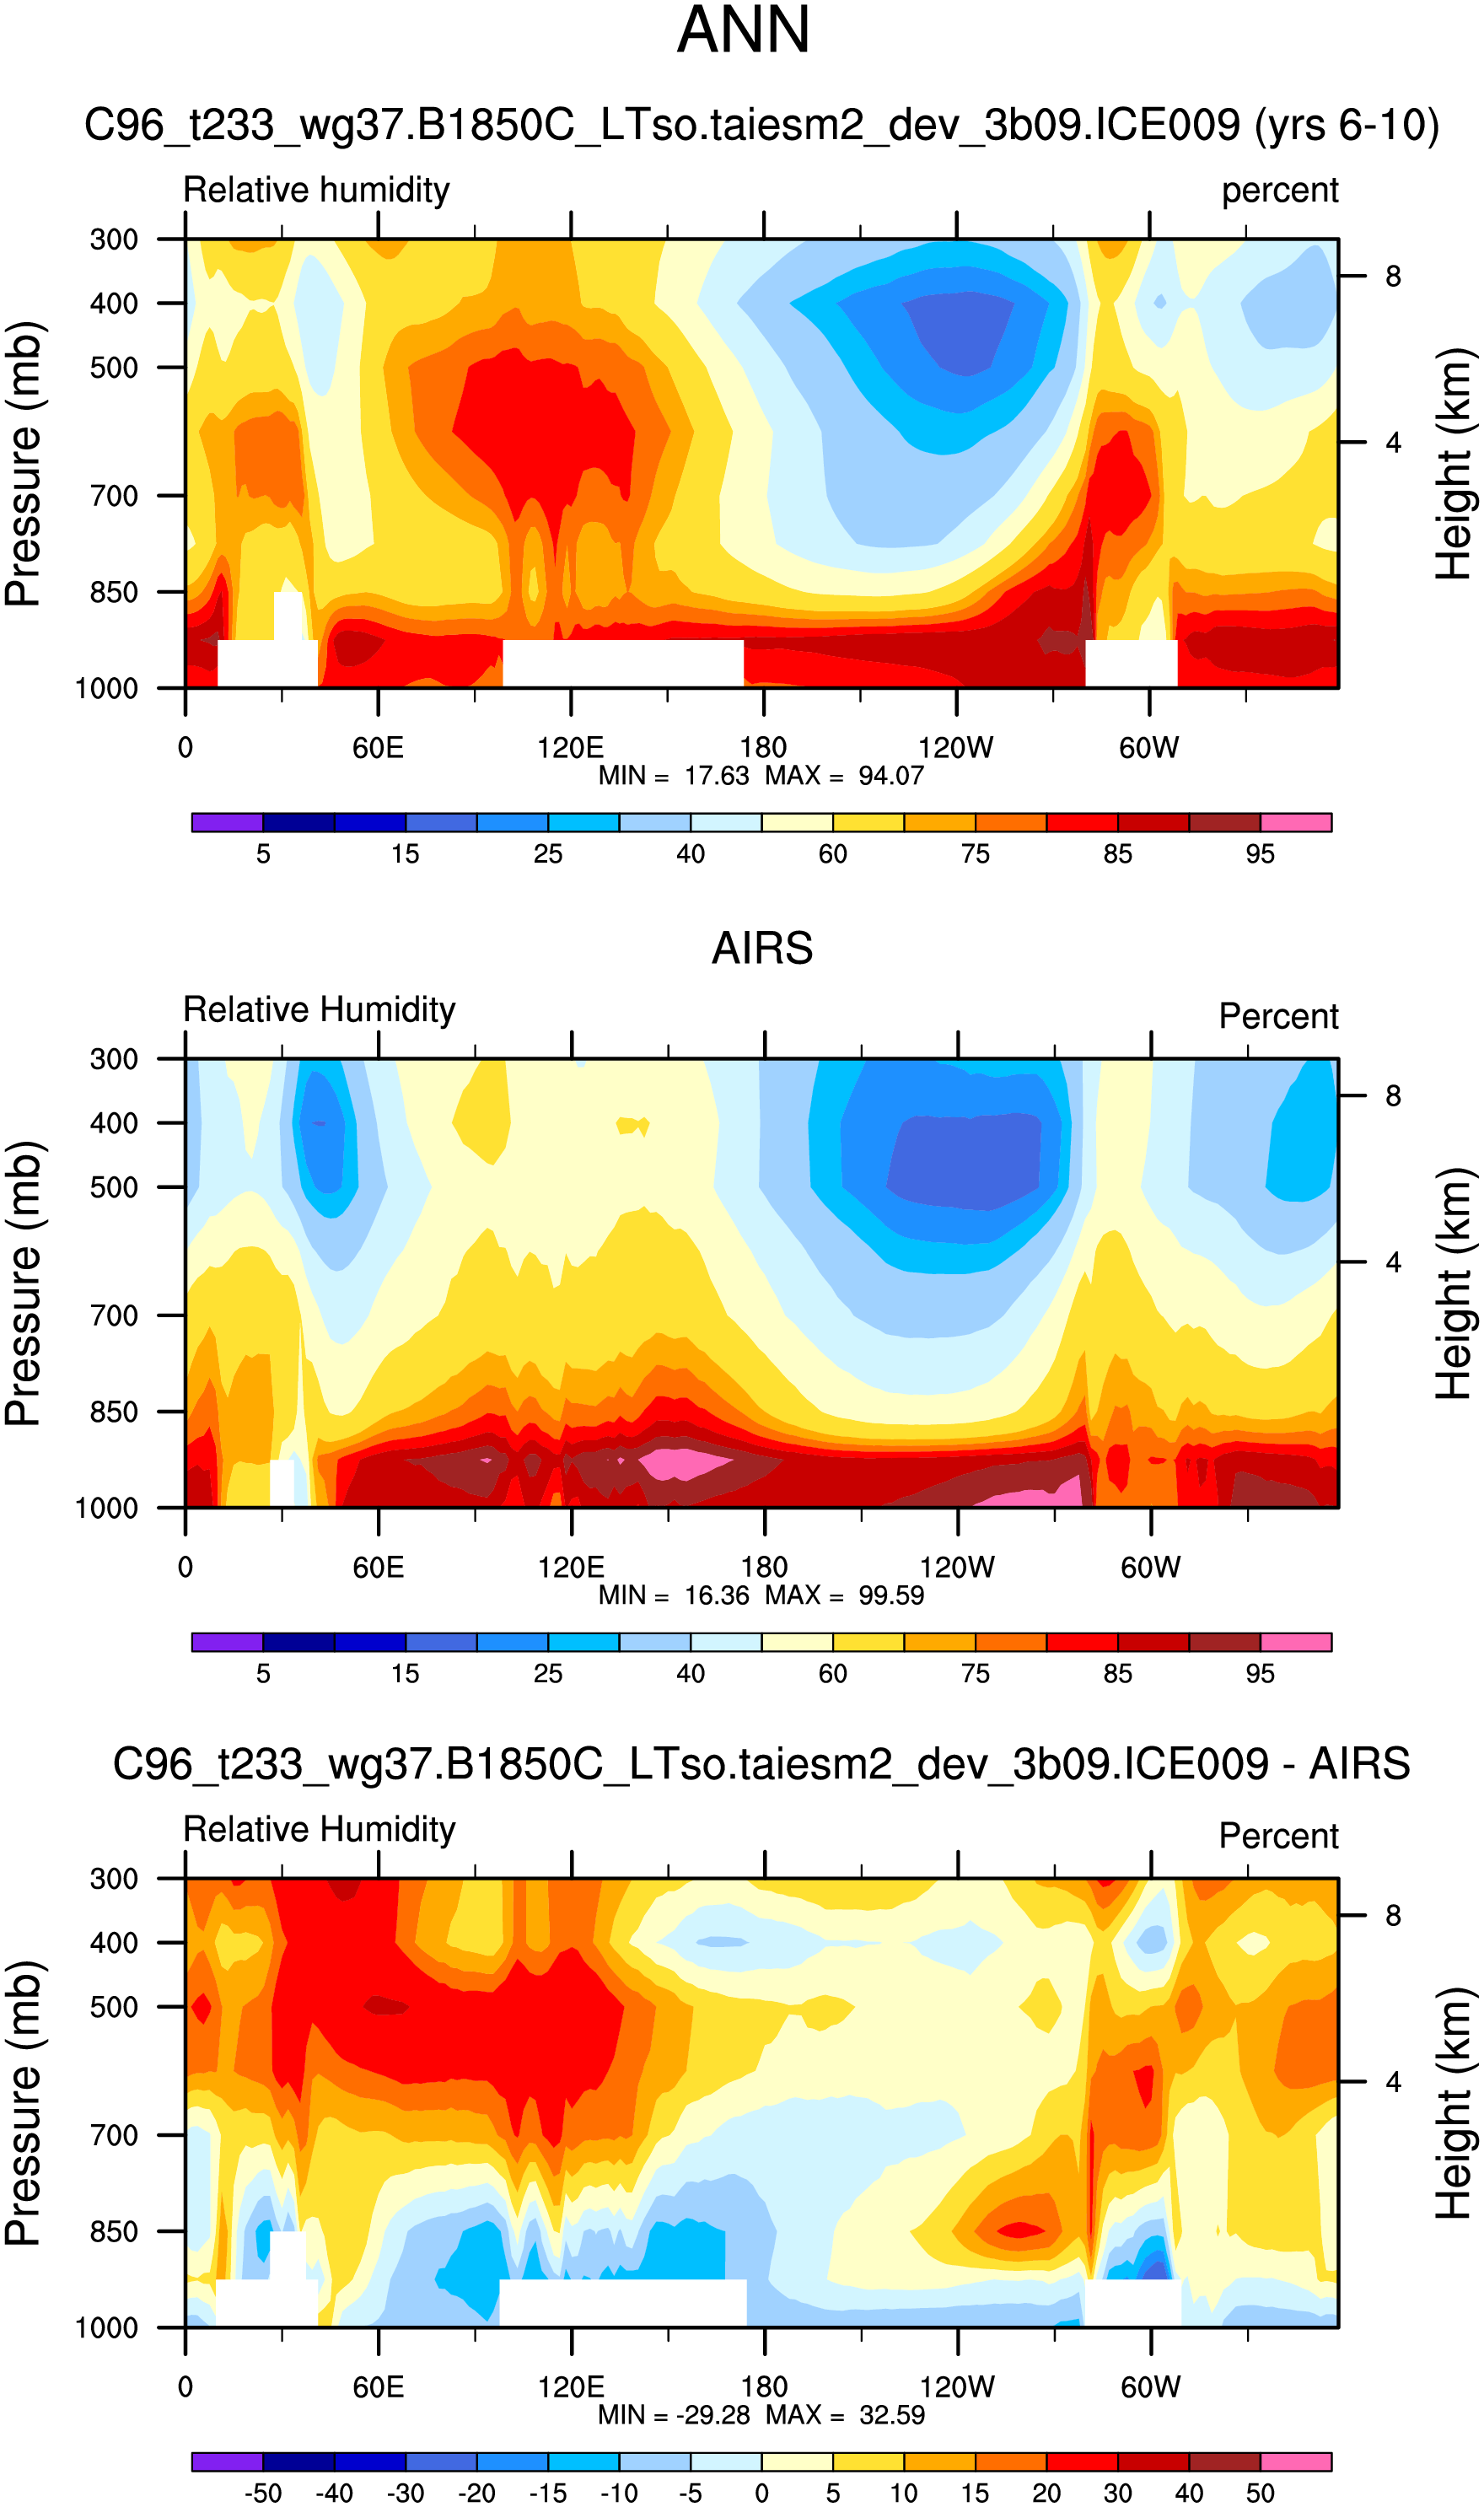 ANN
C96_t233_wg37.B1850C_LTso.taiesm2_dev_3b09.ICE009 (yrs 6-10)
Relative humidity percent
Pressure (mb)
300
400
500
700
850
1000
8
4
Height (km)
0 60E 120E 180 120W 60W
MIN = 17.63 MAX = 94.07
5 15 25 40 60 75 85 95
AIRS
Relative Humidity Percent
Pressure (mb)
300
400
500
700
850
1000
8
4
Height (km)
0 60E 120E 180 120W 60W
MIN = 16.36 MAX = 99.59
5 15 25 40 60 75 85 95
C96_t233_wg37.B1850C_LTso.taiesm2_dev_3b09.ICE009 - AIRS
Relative Humidity Percent
Pressure (mb)
300
400
500
700
850
1000
8
4
Height (km)
0 60E 120E 180 120W 60W
MIN = -29.28 MAX = 32.59
-50 -40 -30 -20 -15 -10 -5 0 5 10 15 20 30 40 50